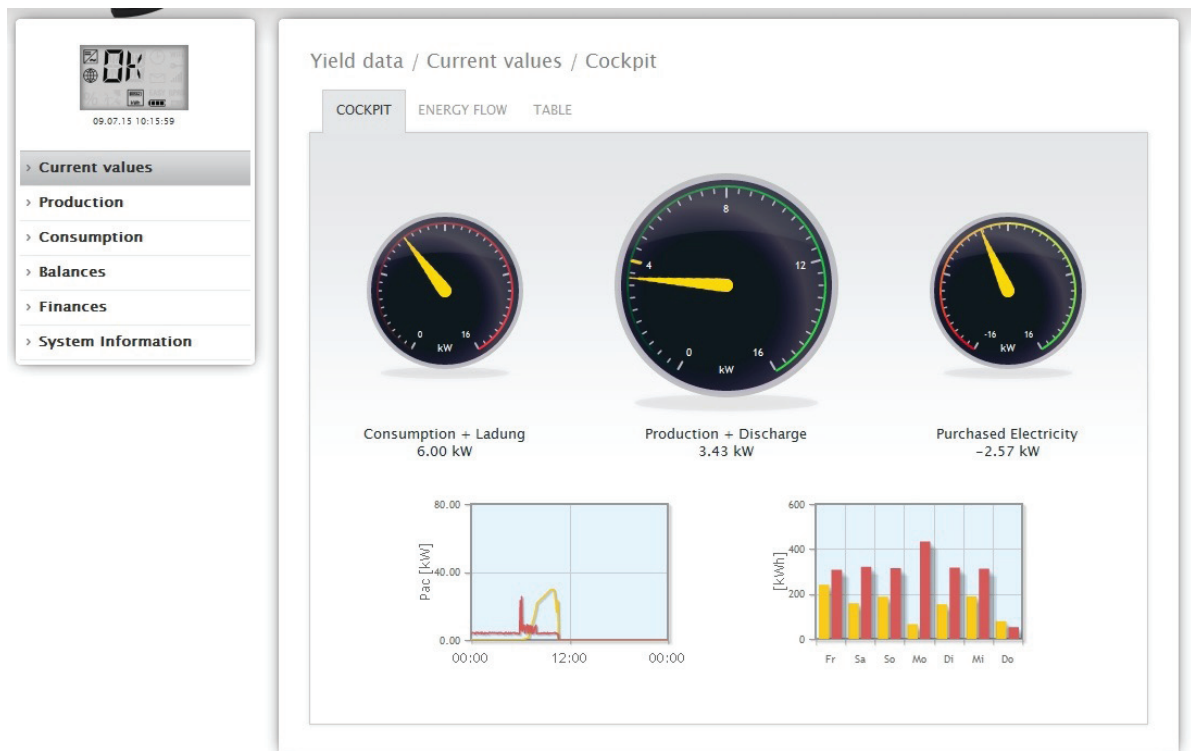 OK
09.07.15 10:15:59
› Current values
› Production
› Consumption
› Balances
› Finances
› System Information
Yield data / Current values / Cockpit
COCKPIT ENERGY FLOW TABLE
0 16
kW
Consumption + Ladung
6.00 kW
8
4 12
0 16
kW
Production + Discharge
3.43 kW
-16 16
kW
Purchased Electricity
-2.57 kW
Pac [kW]
80.00
40.00
0.00
00:00 12:00 00:00
[kWh]
600
400
200
0
Fr Sa So Mo Di Mi Do